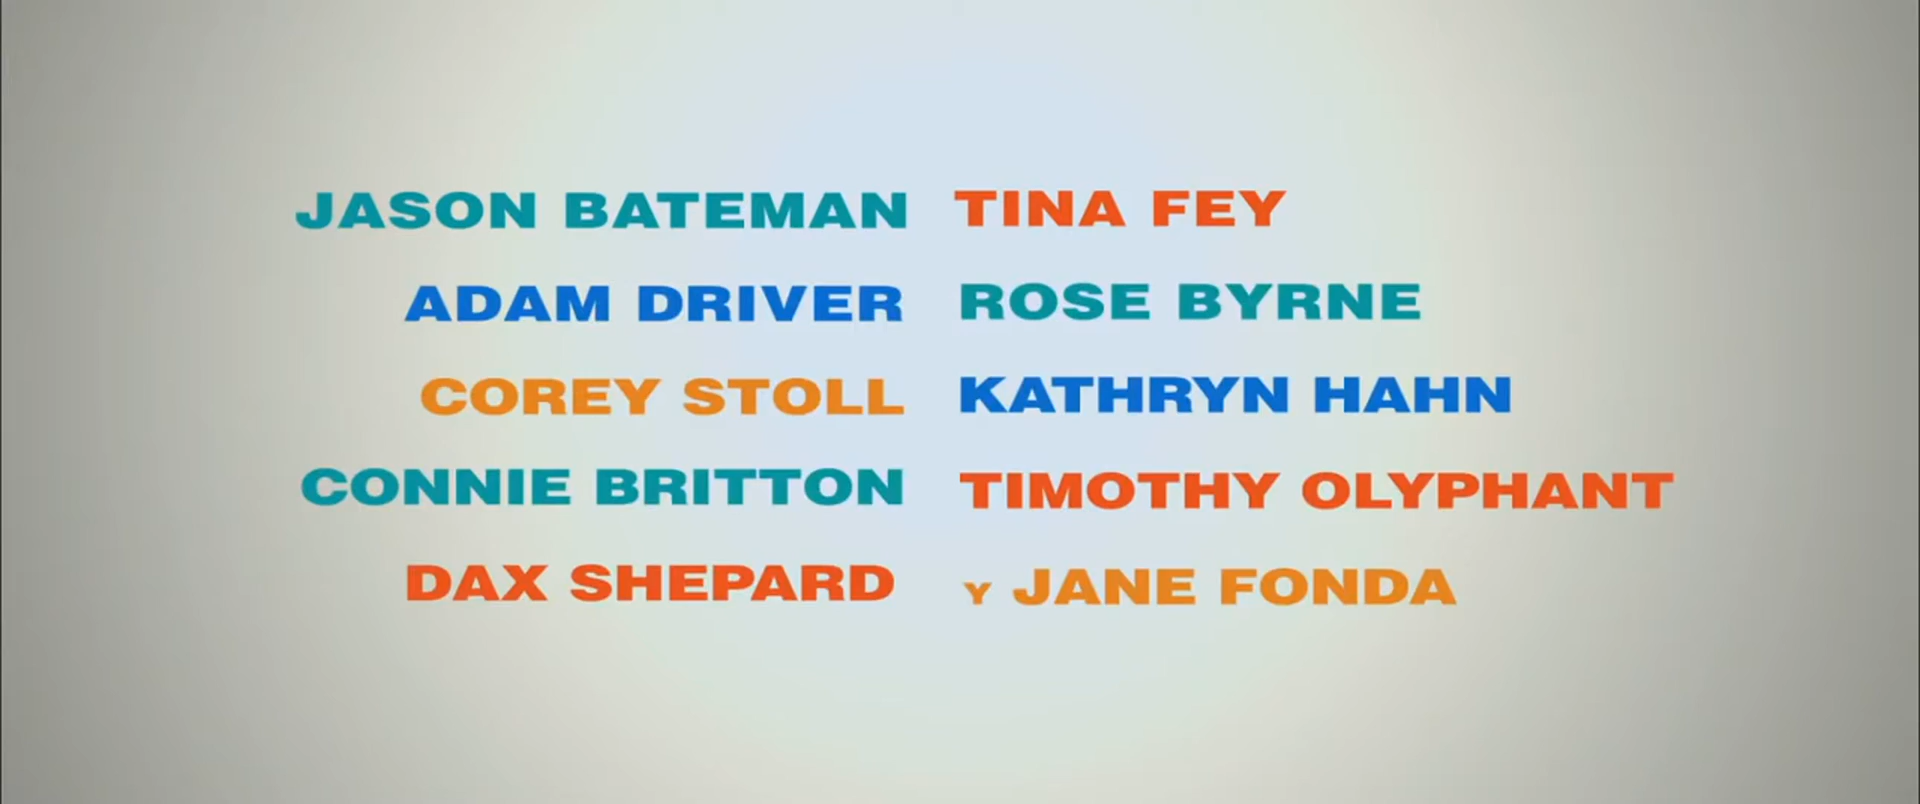 JASON BATEMAN TINA FEY
ADAM DRIVER ROSE BYRNE
COREY STOLL KATHRYN HAHN
CONNIE BRITTON TIMOTHY OLYPHANT
DAX SHEPARD Y JANE FONDA